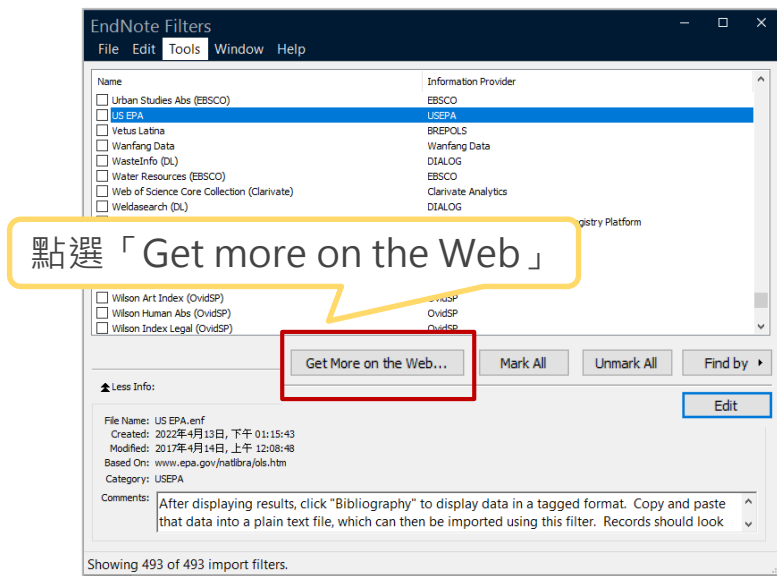 EndNote Filters
File Edit Tools Window Help
Name Information Provider
Urban Studies Abs (EBSCO) EBSCO
US EPA USEPA
Vetus Latina BREPOLS
Wanfang Data Wanfang Data
WasteInfo (DL) DIALOG
Water Resources (EBSCO) EBSCO
Web of Science Core Collection (Clarivate) Clarivate Analytics
Weldasearch (DL) DIALOG
Registry Platform
點選「Get more on the Web」
Wilson Art Index (OvidSP) OvidSP
Wilson Human Abs (OvidSP) OvidSP
Wilson Index Legal (OvidSP) OvidSP
Get More on the Web... Mark All Unmark All Find by
Less Info:
Edit
File Name: US EPA.enf
Created: 2022年4月13日, 下午 01:15:43
Modified: 2017年4月14日, 上午 12:08:48
Based On: www.epa.gov/natlibra/ols.htm
Category: USEPA
Comments: After displaying results, click "Bibliography" to display data in a tagged format. Copy and paste
that data into a plain text file, which can then be imported using this filter. Records should look
Showing 493 of 493 import filters.